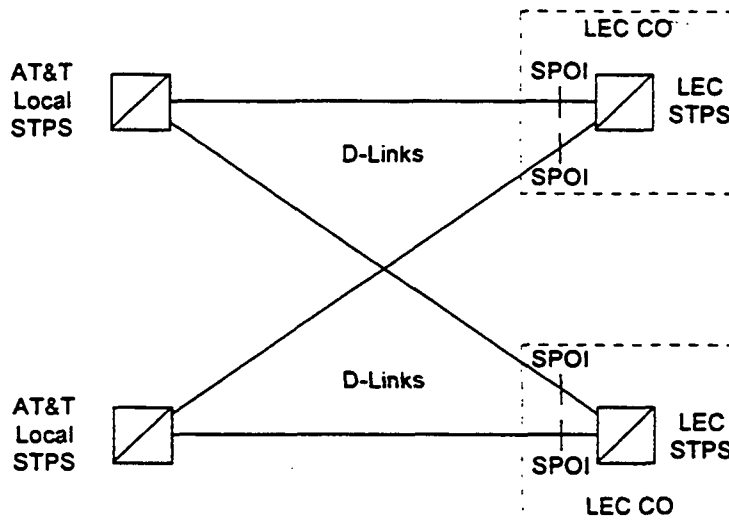 LEC CO
AT&T
Local
STPS
SPOI
LEC
STPS
D-Links
SPOI
SPOI
D-Links
AT&T
Local
STPS
LEC
STPS
SPOI
LEC CO